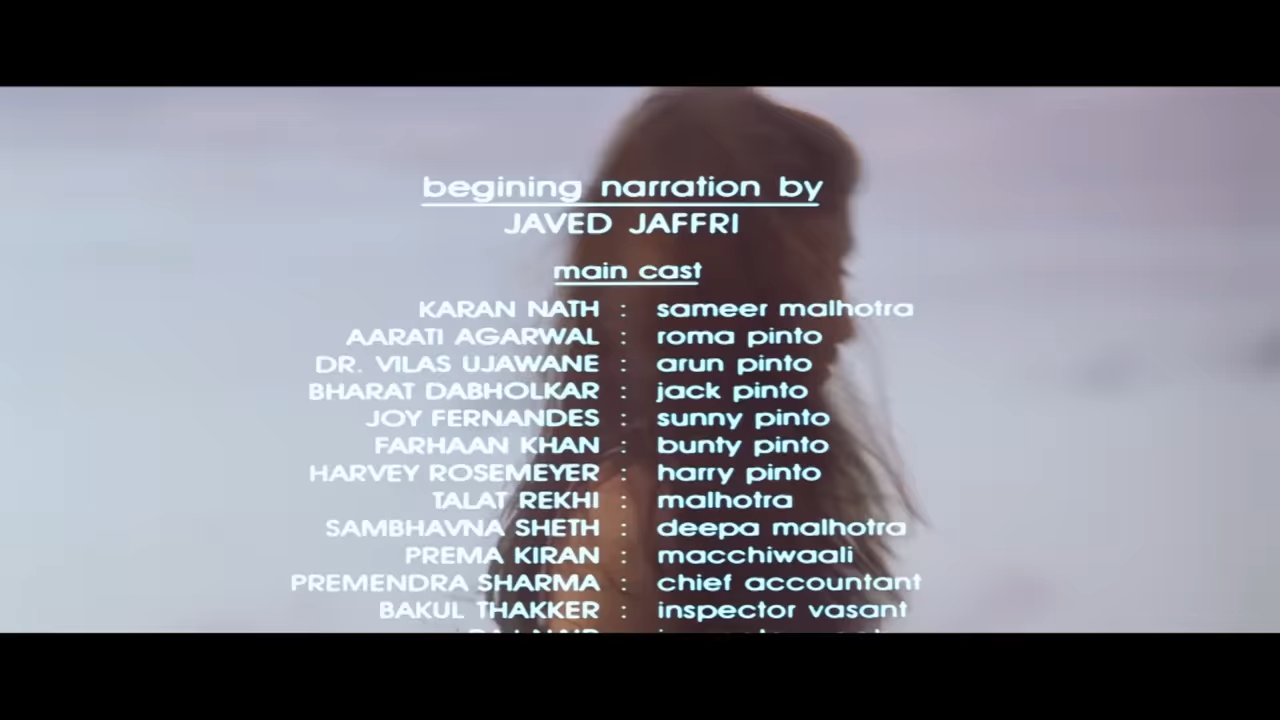 begining narration by
JAVED JAFFRI
main cast
KARAN NATH : sameer malhotra
AARATI AGARWAL : roma pinto
DR. VILAS UJAWANE : arun pinto
BHARAT DABHOLKAR : jack pinto
JOY FERNANDES : sunny pinto
FARHAAN KHAN : bunty pinto
HARVEY ROSEMEYER : harry pinto
TALAT REKHI : malhotra
SAMBHAVNA SHETH : deepa malhotra
PREMA KIRAN : macchiwaali
PREMENDRA SHARMA : chief accountant
BAKUL THAKKER : inspector vasant